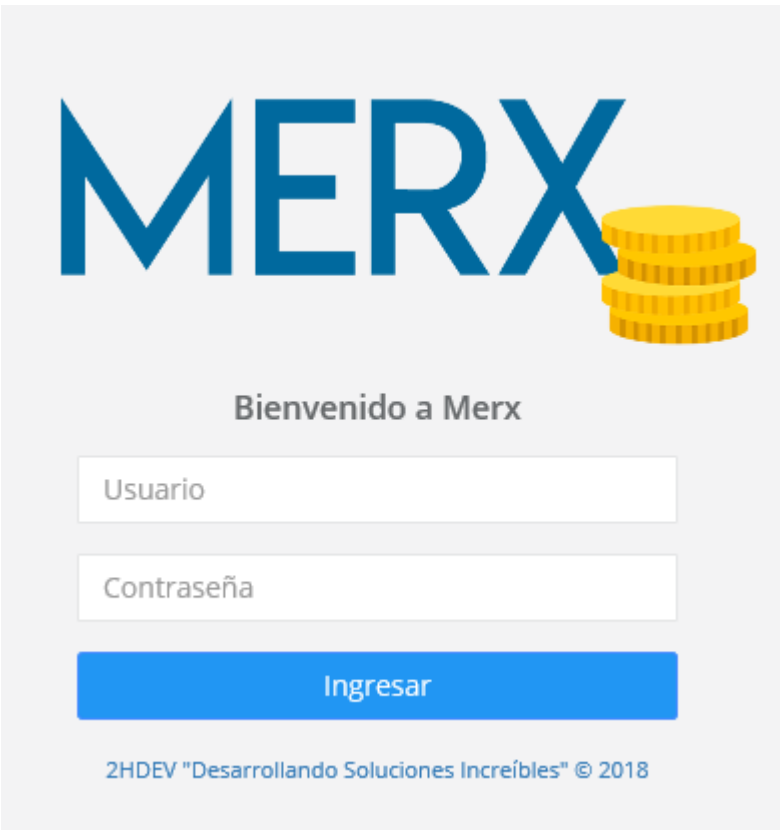 MERX
Bienvenido a Merx
Usuario
Contraseña
Ingresar
2HDEV "Desarrollando Soluciones Increíbles" © 2018